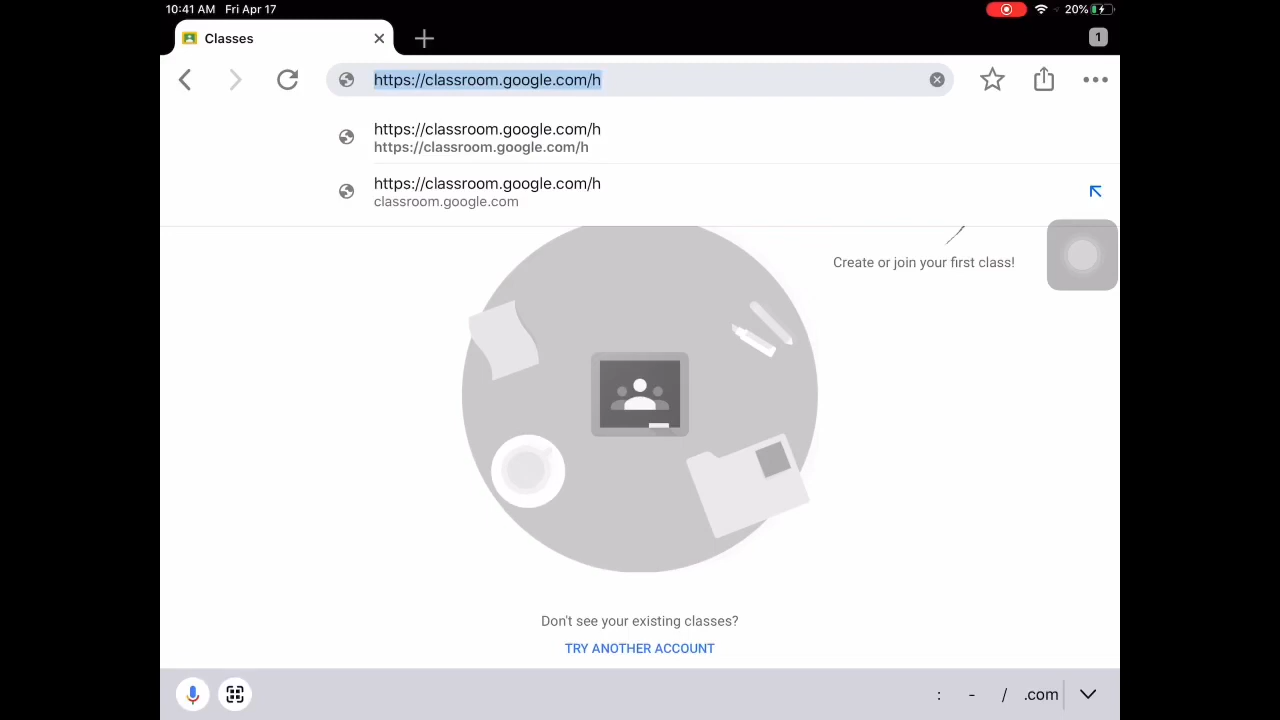 10:41 AM Fri Apr 17
20%
Classes
1
https://classroom.google.com/h
https://classroom.google.com/h
https://classroom.google.com/h
https://classroom.google.com/h
classroom.google.com
Create or join your first class!
Don't see your existing classes?
TRY ANOTHER ACCOUNT
: - / .com